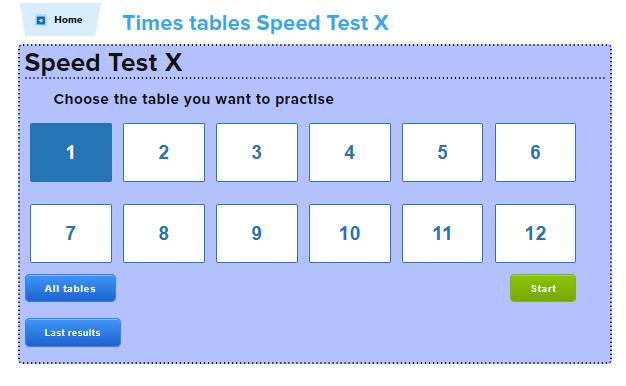 Home
Times tables Speed Test X
Speed Test X
Choose the table you want to practise
1 2 3 4 5 6
7 8 9 10 11 12
All tables
Start
Last results